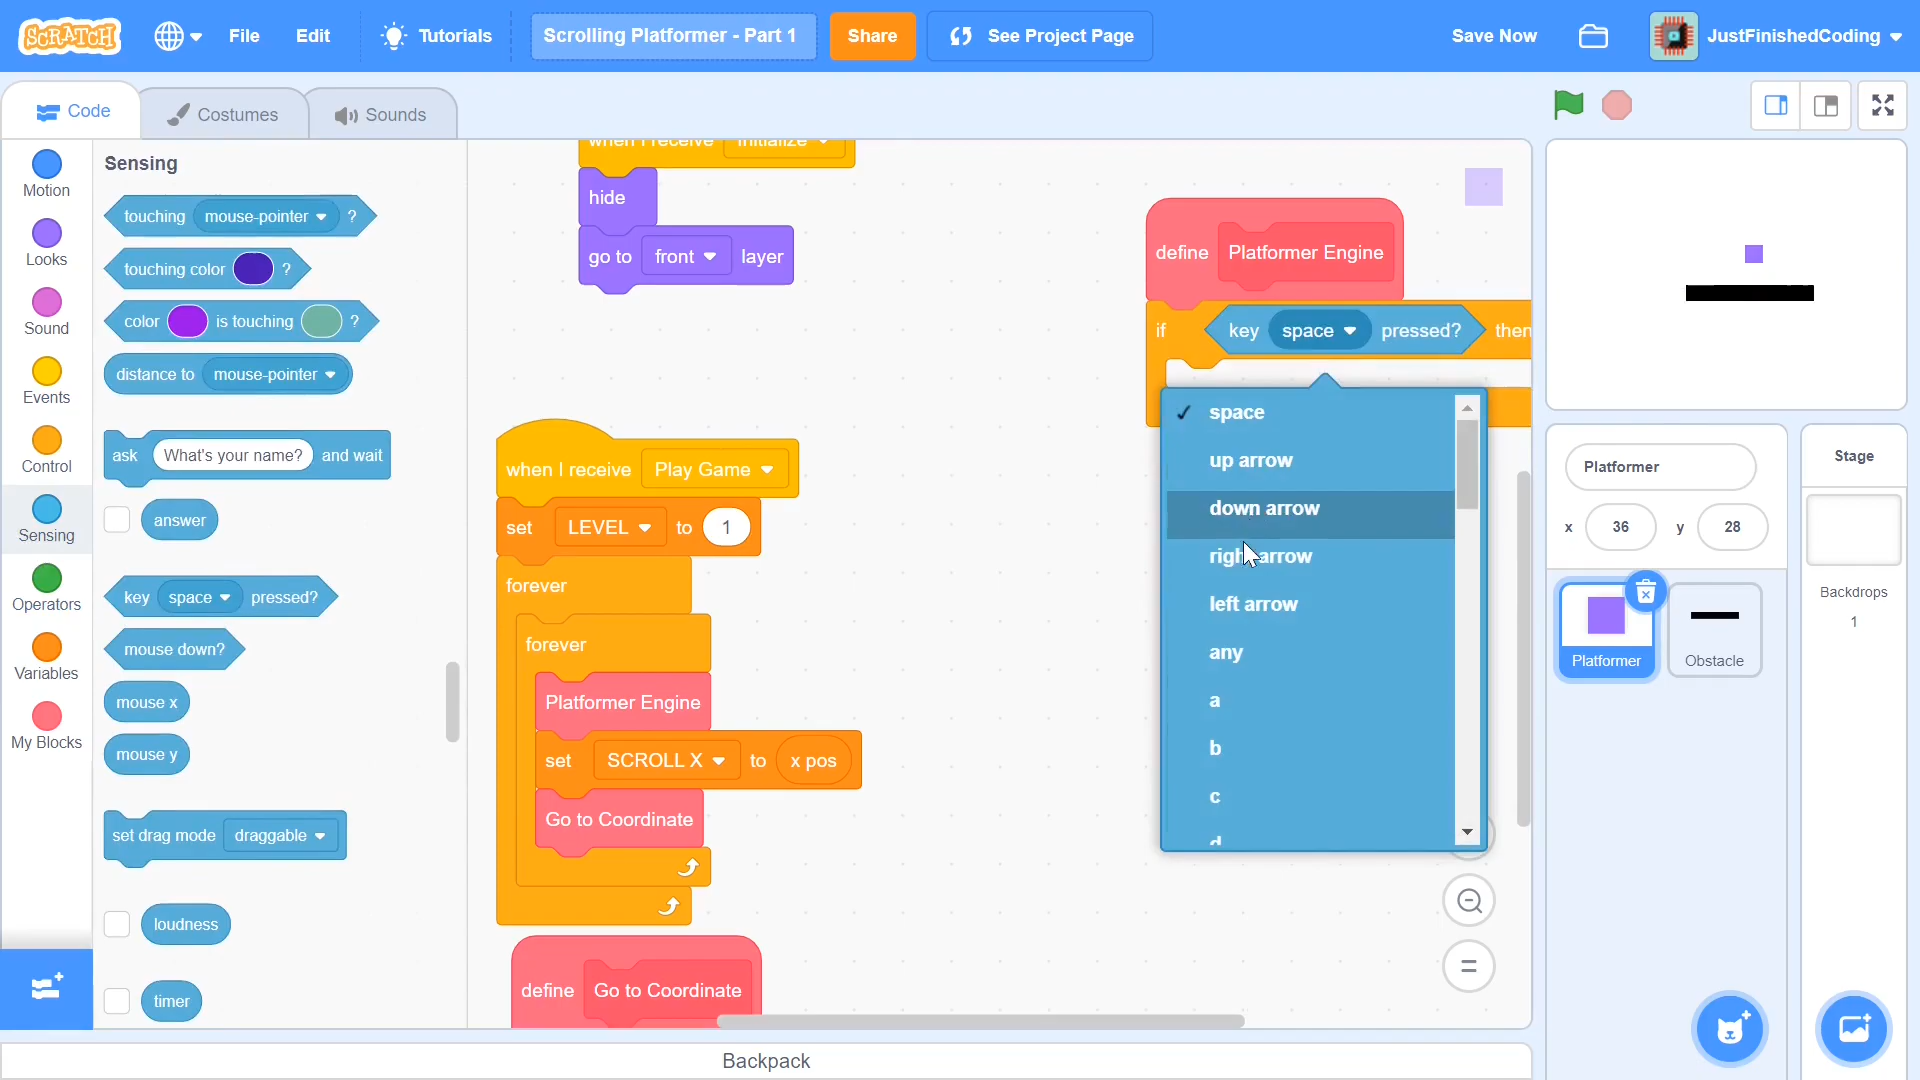 SCRATCH
File
Edit
Tutorials
Scrolling Platformer - Part 1
Share
See Project Page
Save Now
JustFinishedCoding
Code
Costumes
Sounds
Motion
Looks
Sound
Events
Control
Sensing
Operators
Variables
My Blocks
Sensing
touching mouse-pointer ?
touching color ?
color is touching ?
distance to mouse-pointer
ask What's your name? and wait
answer
key space pressed?
mouse down?
mouse x
mouse y
set drag mode draggable
loudness
timer
when I receive Initialize
hide
go to front layer
when I receive Play Game
set LEVEL to 1
forever
forever
Platformer Engine
set SCROLL X to x pos
Go to Coordinate
define Go to Coordinate
define Platformer Engine
if key space pressed? then
✓ space
up arrow
down arrow
right arrow
left arrow
any
a
b
c
d
Platformer
x 36 y 28
Platformer
Obstacle
Stage
Backdrops
1
Backpack